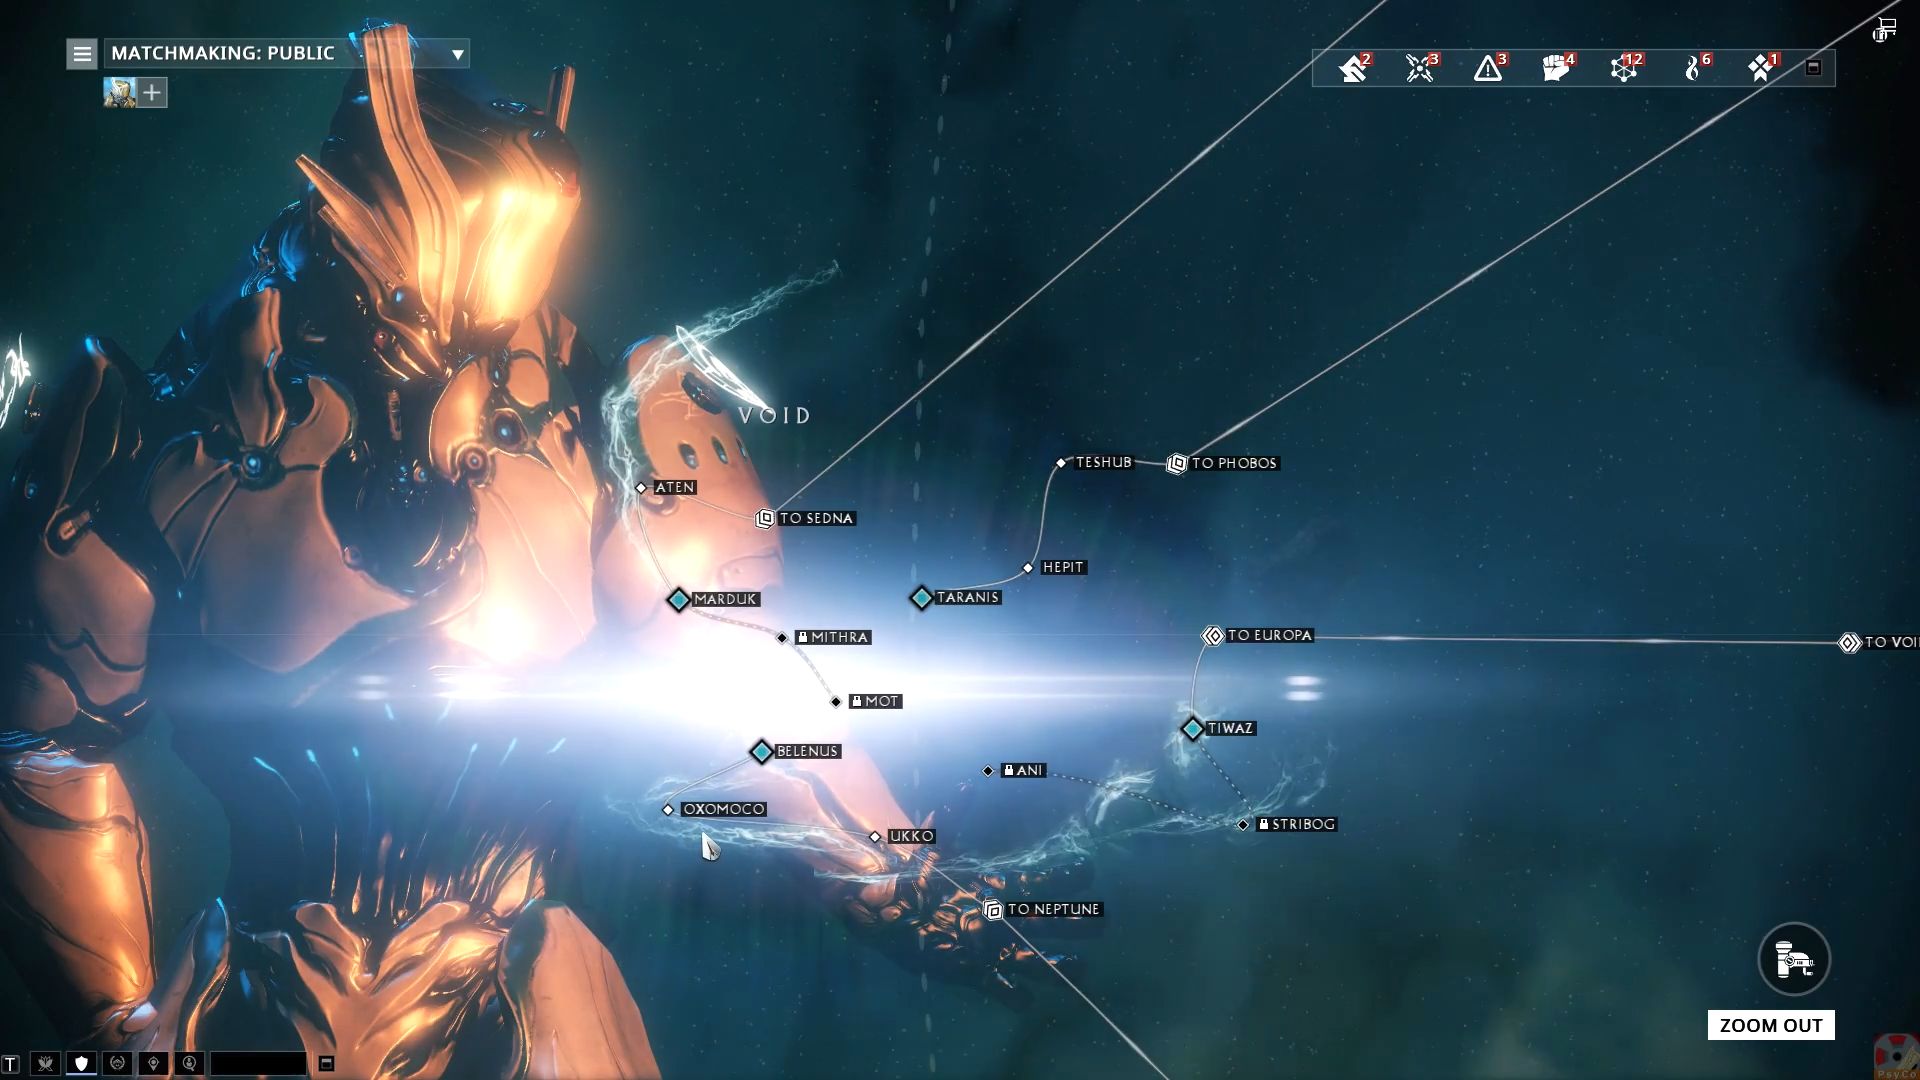 MATCHMAKING: PUBLIC
2 3 3 4 12 6 1
VOID
TESHUB
TO PHOBOS
ATEN
TO SEDNA
HEPIT
TARANIS
MARDUK
TO EUROPA
MITHRA
TO VOI
MOT
TIWAZ
BELENUS
ANI
OXOMOCO
STRIBOG
UKKO
TO NEPTUNE
ZOOM OUT
T
PsyCo